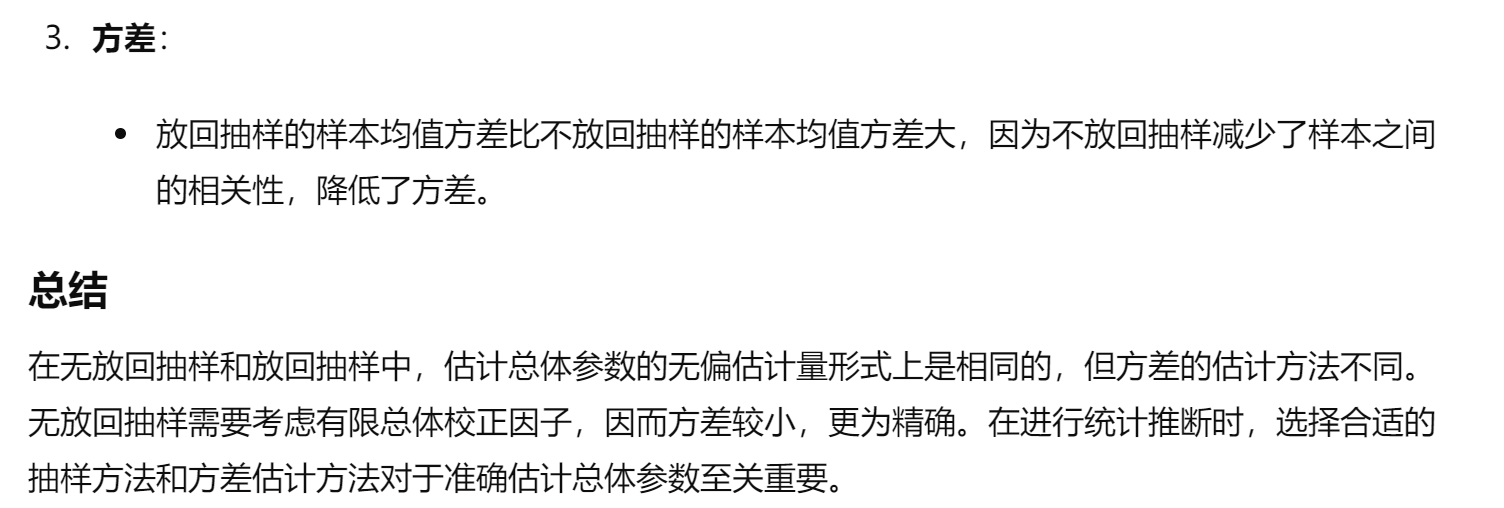 3. 方差：
• 放回抽样的样本均值方差比不放回抽样的样本均值方差大，因为不放回抽样减少了样本之间
的相关性，降低了方差。
总结
在无放回抽样和放回抽样中，估计总体参数的无偏估计量形式上是相同的，但方差的估计方法不同。
无放回抽样需要考虑有限总体校正因子，因而方差较小，更为精确。在进行统计推断时，选择合适的
抽样方法和方差估计方法对于准确估计总体参数至关重要。